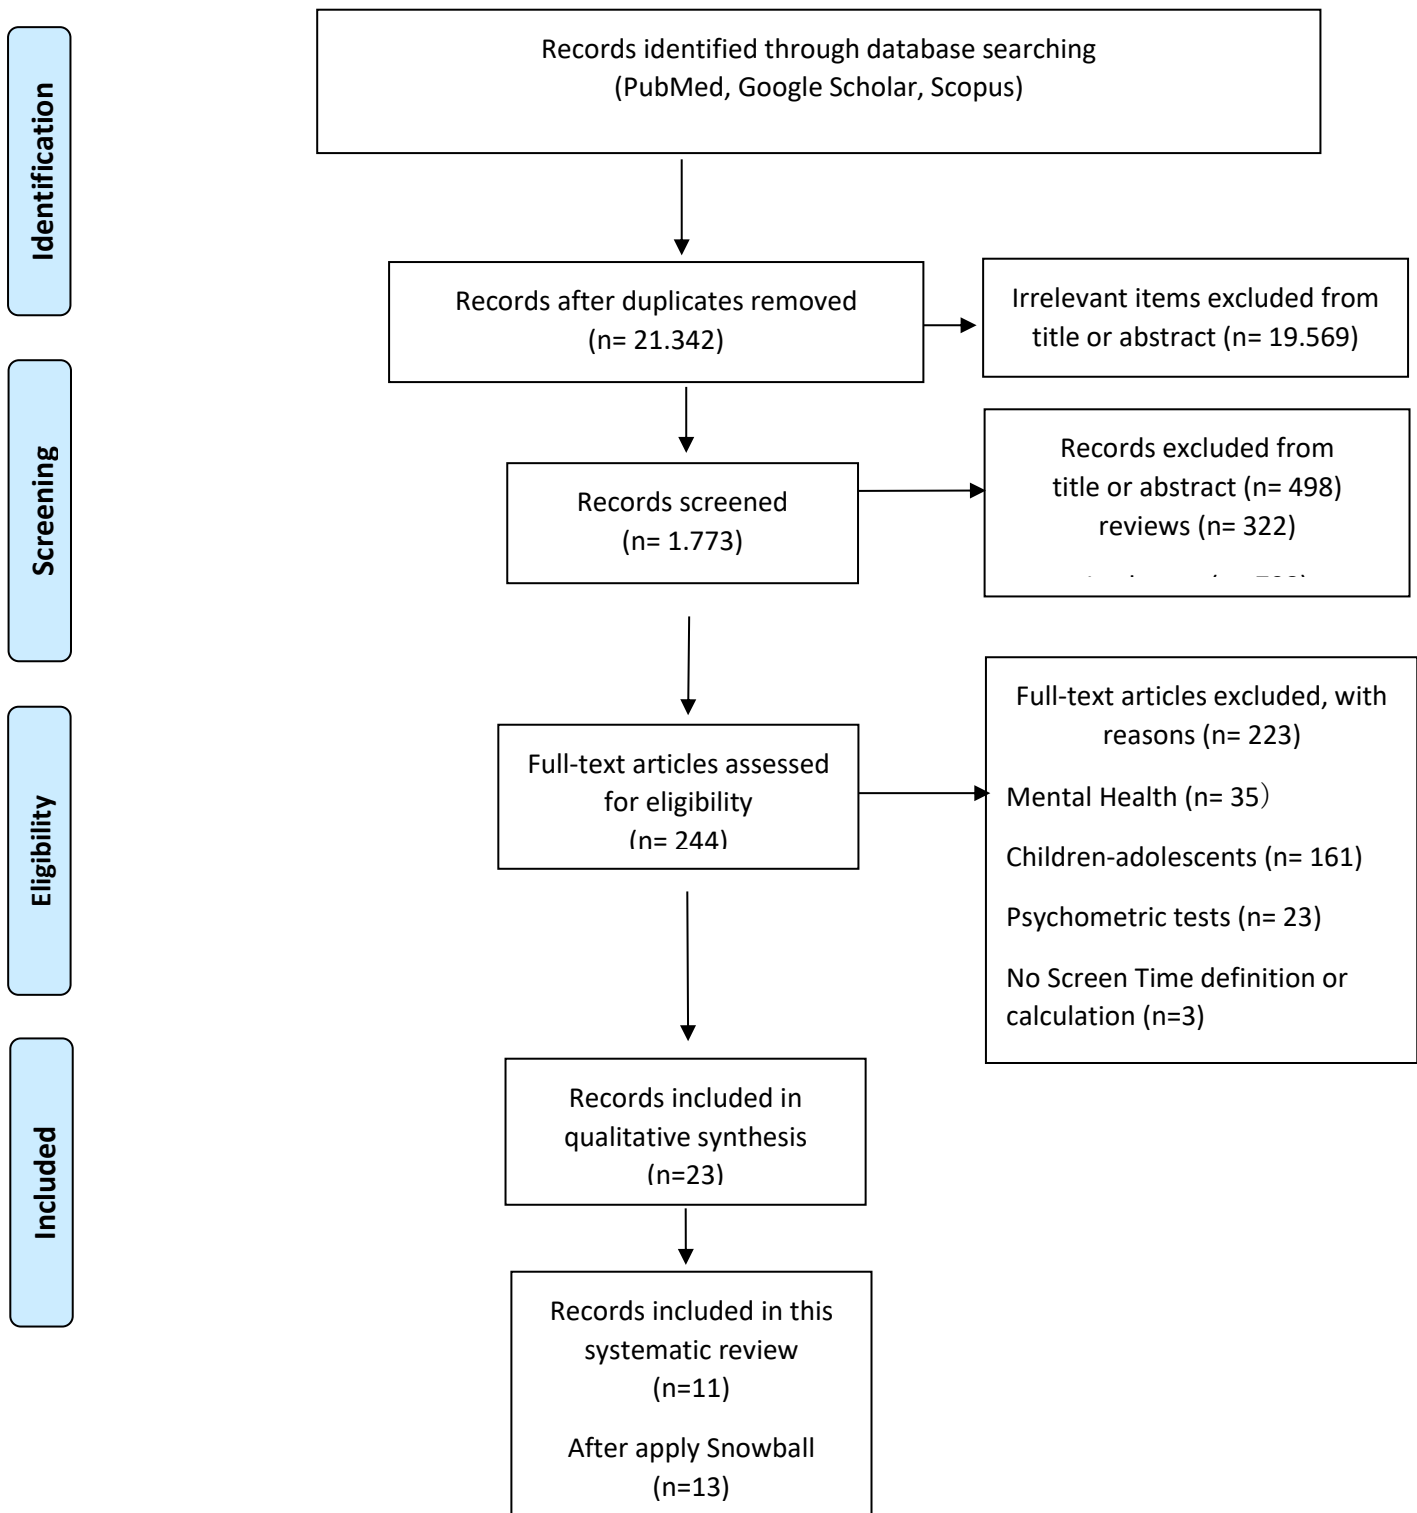 Identification
Records identified through database searching
(PubMed, Google Scholar, Scopus)
Records after duplicates removed
(n= 21.342)
Irrelevant items excluded from
title or abstract (n= 19.569)
Screening
Records screened
(n= 1.773)
Records excluded from
title or abstract (n= 498)
reviews (n= 322)
Eligibility
Full-text articles assessed
for eligibility
(n= 244)
Full-text articles excluded, with
reasons (n= 223)
Mental Health (n= 35）
Children-adolescents (n= 161)
Psychometric tests (n= 23)
No Screen Time definition or
calculation (n=3)
Included
Records included in
qualitative synthesis
(n=23)
Records included in this
systematic review
(n=11)
After apply Snowball
(n=13)